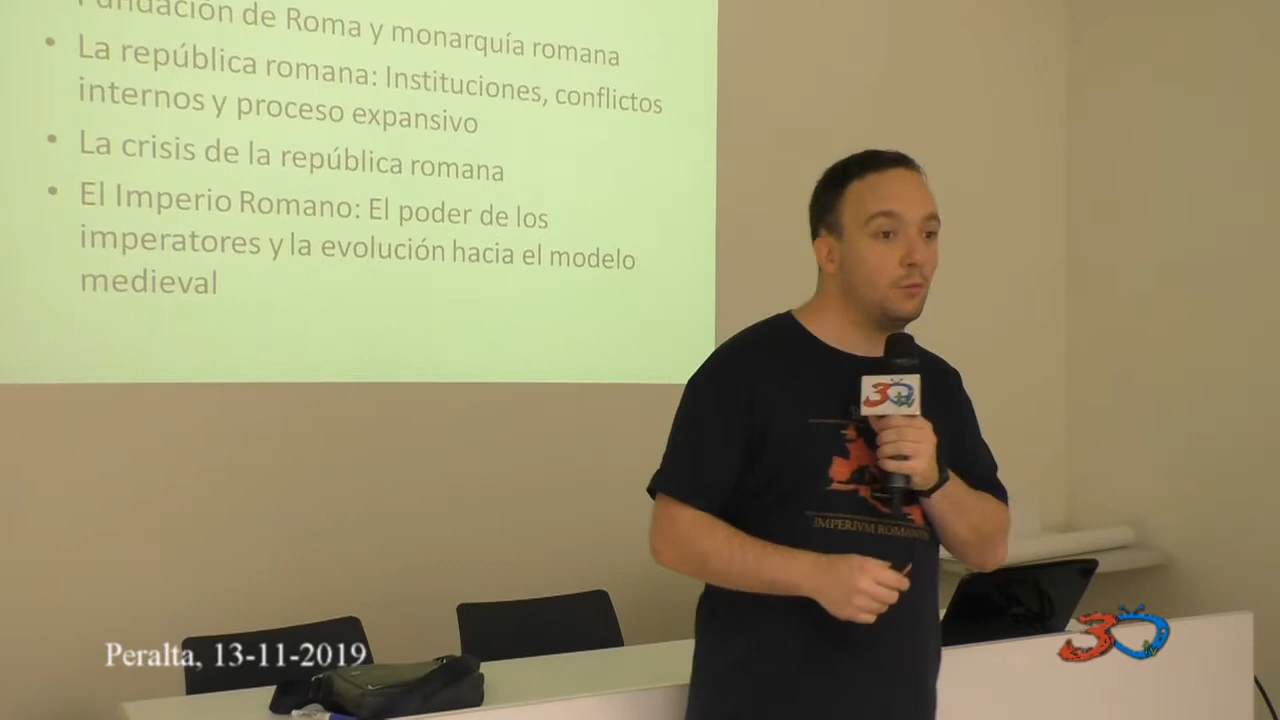 Fundación de Roma y monarquía romana
• La república romana: Instituciones, conflictos
internos y proceso expansivo
• La crisis de la república romana
• El Imperio Romano: El poder de los
imperatores y la evolución hacia el modelo
medieval
3
IMPERIVM ROMANVM
Peralta, 13-11-2019
3